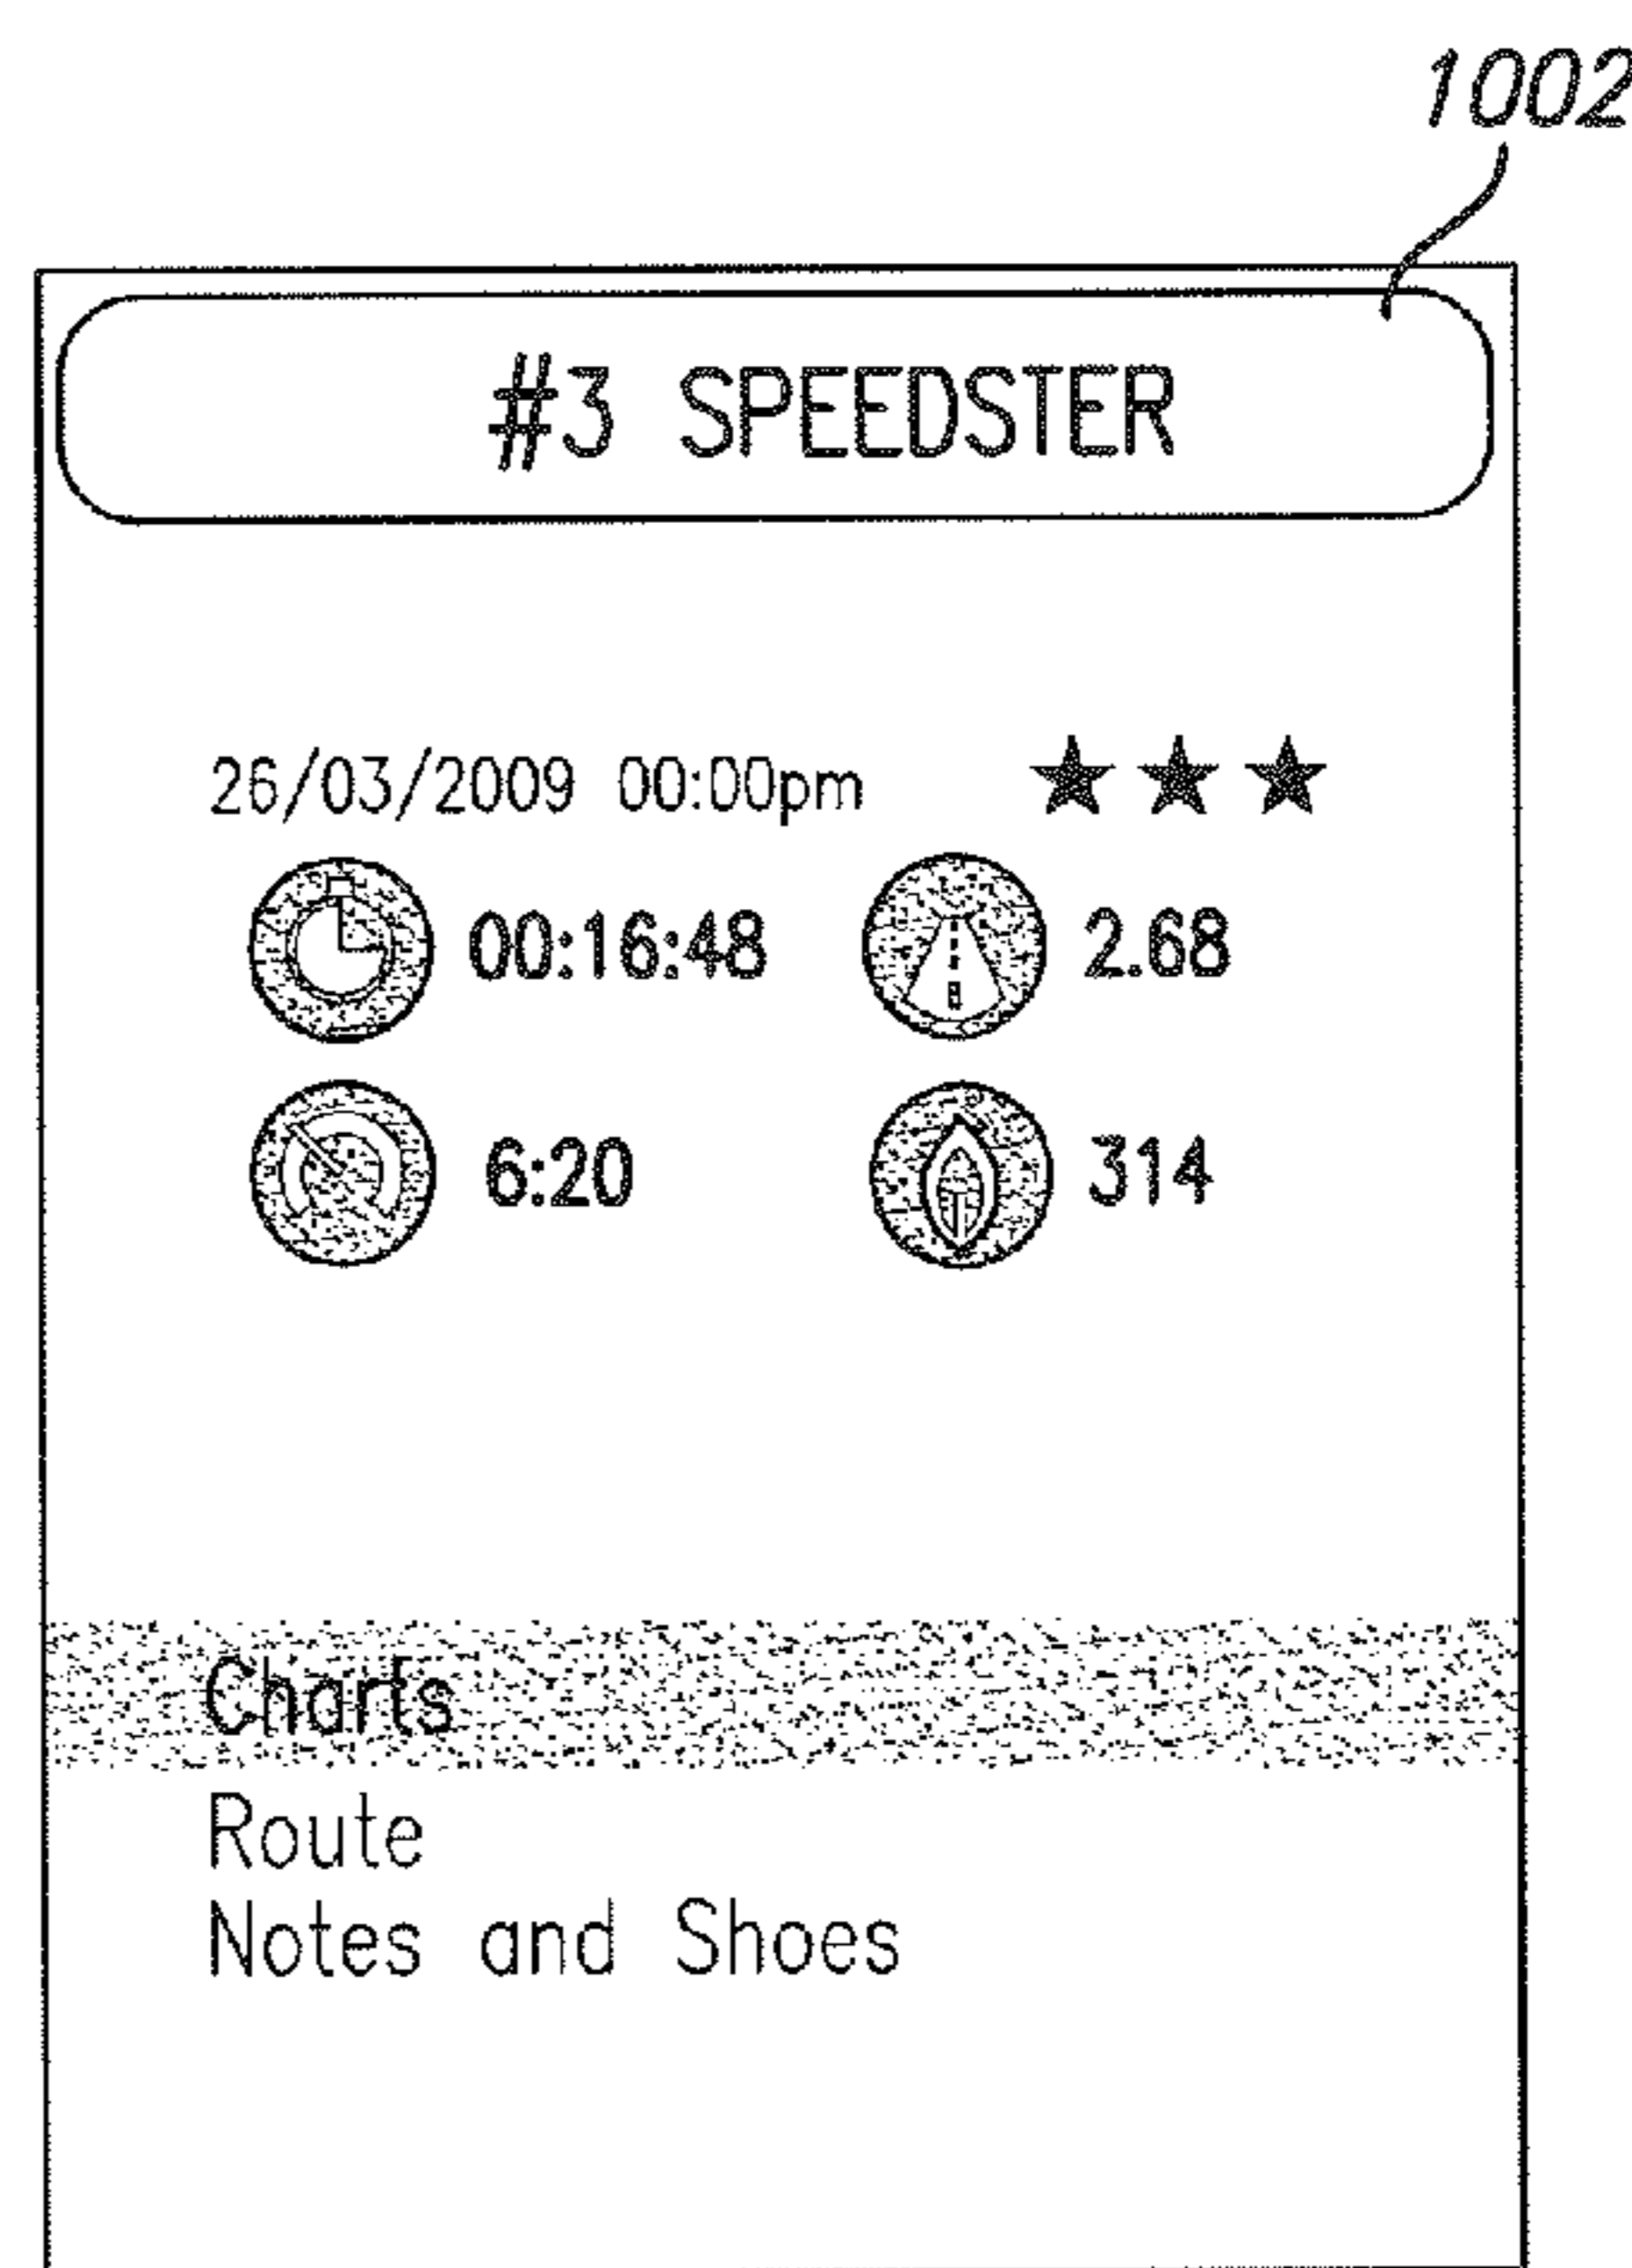 1002
#3 SPEEDSTER
26/03/2009 00:00pm
00:16:48 2.68
6:20 314
Charts
Route
Notes and Shoes